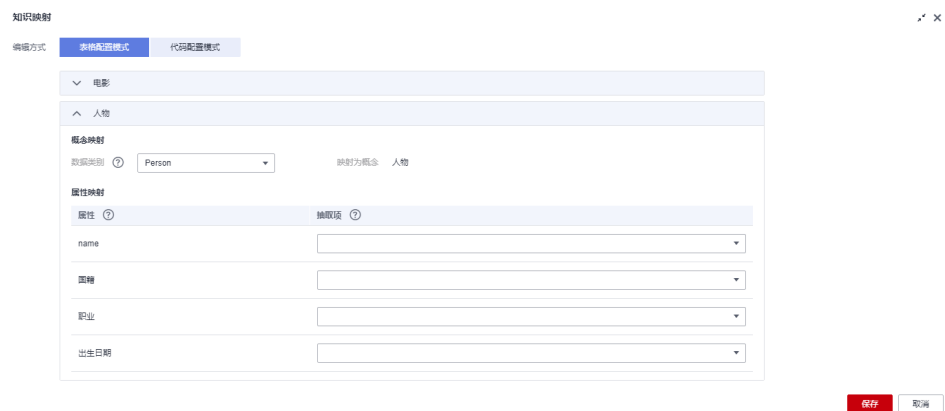 知识映射
编辑方式 表格配置模式 代码配置模式
电影
人物
概念映射
数据类别 ? Person 映射为概念 人物
属性映射
属性 ? 抽取项 ?
name
国籍
职业
出生日期
保存 取消